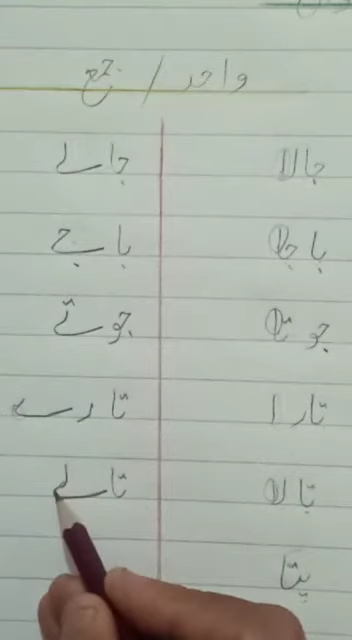 واحد / جمع
جالا جالے
باجا باجے
جوتا جوتے
تارا تارے
تالا تالے
پتا